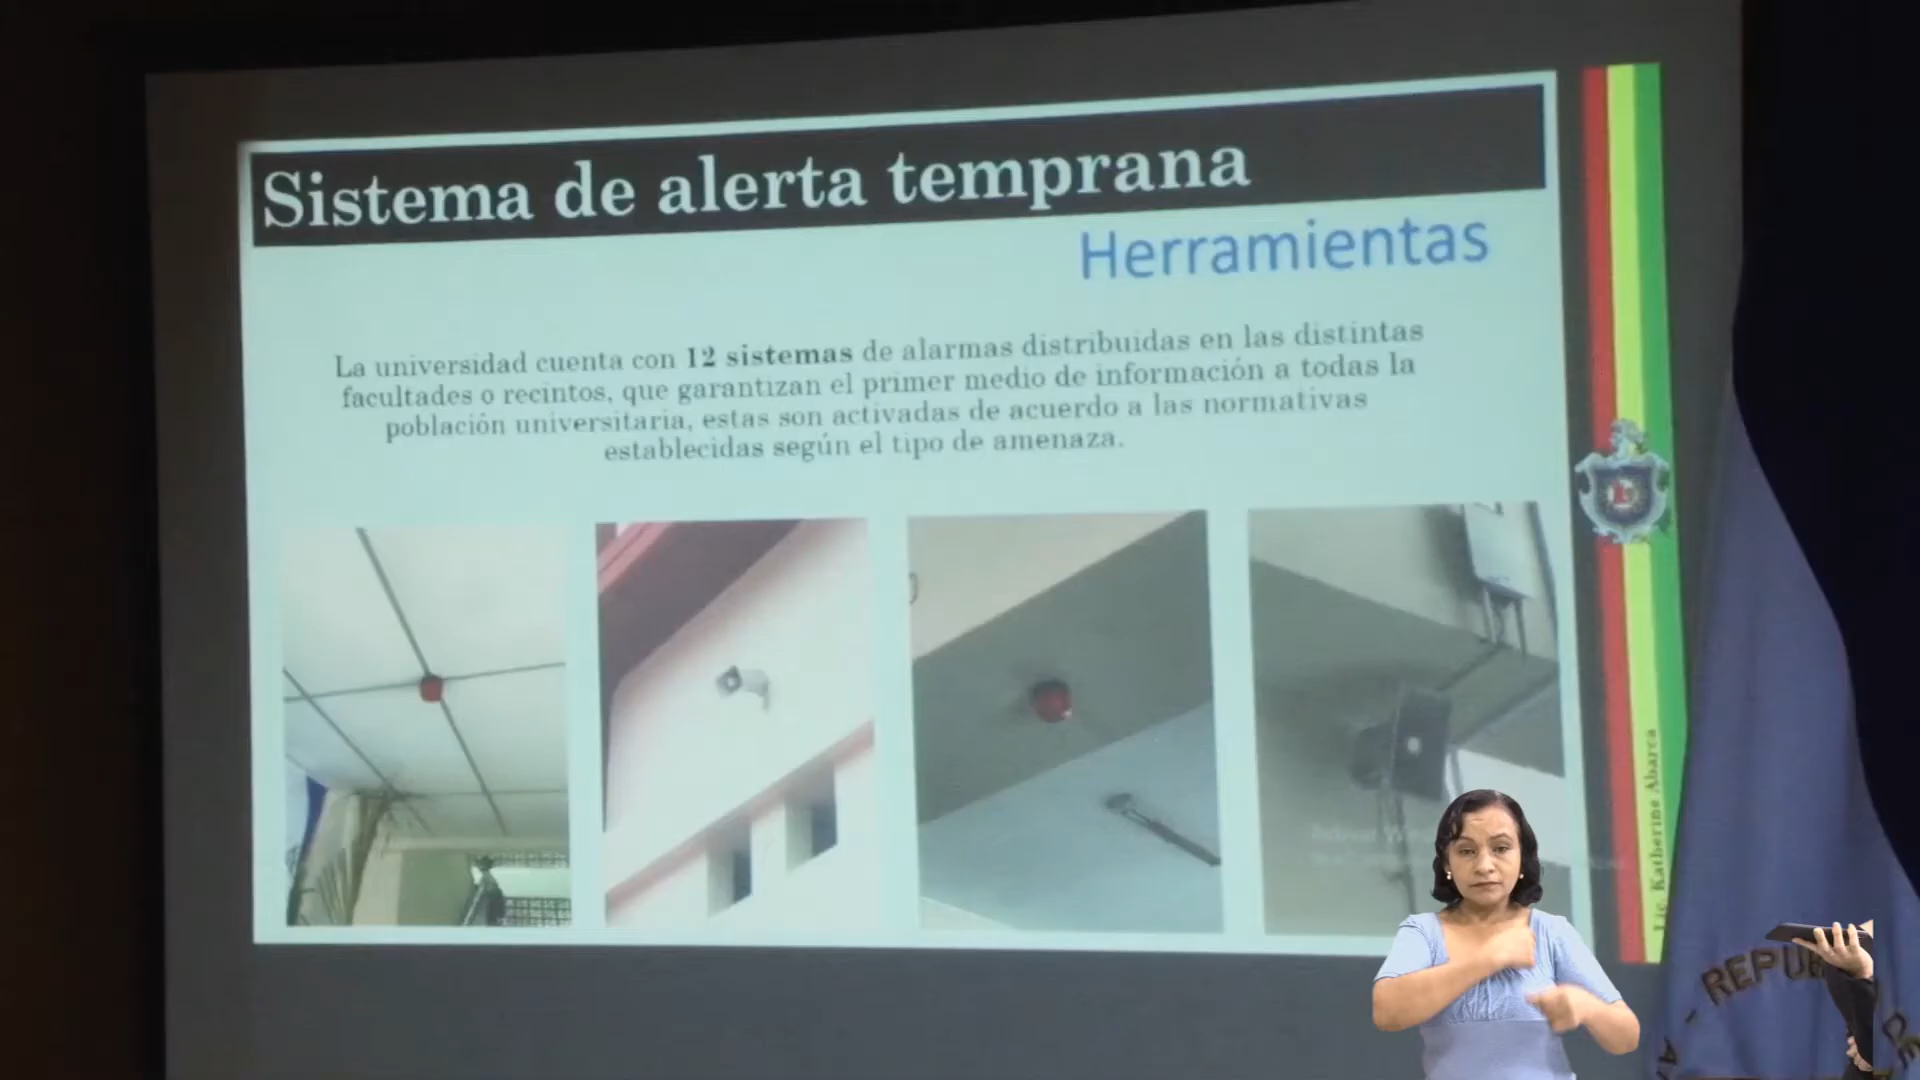 Sistema de alerta temprana
Herramientas
La universidad cuenta con 12 sistemas de alarmas distribuidas en las distintas
facultades o recintos, que garantizan el primer medio de información a todas la
población universitaria, estas son activadas de acuerdo a las normativas
establecidas según el tipo de amenaza.
Lic. Katherine Abarca